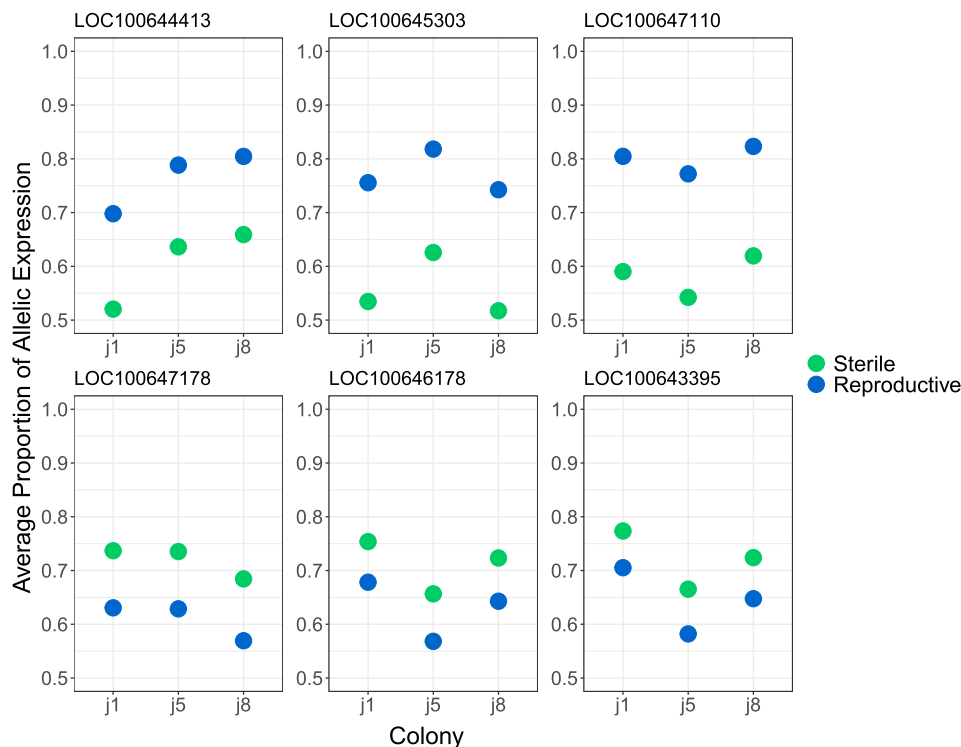 LOC100644413 LOC100645303 LOC100647110
1.0 1.0 1.0
0.9 0.9 0.9
0.8 0.8 0.8
0.7 0.7 0.7
0.6 0.6 0.6
0.5 0.5 0.5
j1 j5 j8 j1 j5 j8 j1 j5 j8
LOC100647178 LOC100646178 LOC100643395
1.0 1.0 1.0
0.9 0.9 0.9
0.8 0.8 0.8
0.7 0.7 0.7
0.6 0.6 0.6
0.5 0.5 0.5
j1 j5 j8 j1 j5 j8 j1 j5 j8
Average Proportion of Allelic Expression
Colony
Sterile
Reproductive